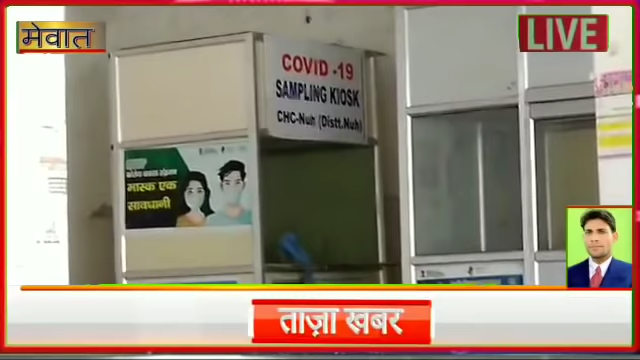 मेवात
LIVE
COVID -19
SAMPLING KIOSK
CHC-Nuh (Distt.Nuh)
मास्क एक
सावधानी
ताज़ा खबर